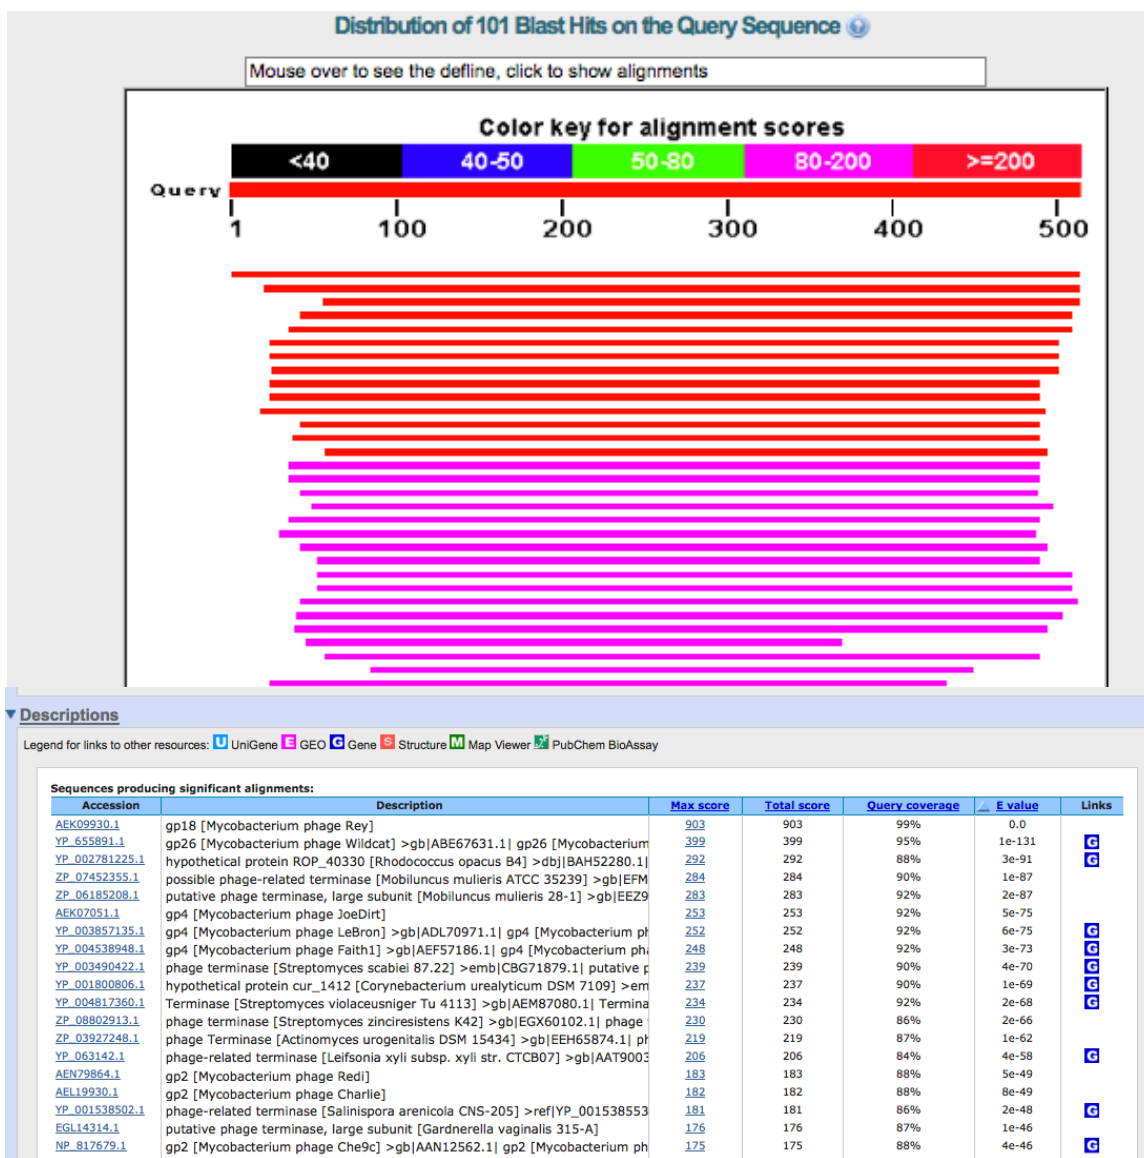 Distribution of 101 Blast Hits on the Query Sequence ?
Mouse over to see the defline, click to show alignments
Color key for alignment scores
<40 40-50 50-80 80-200 >=200
Query
1 100 200 300 400 500
Descriptions
Legend for links to other resources: U UniGene E GEO G Gene S Structure M Map Viewer PubChem BioAssay
Sequences producing significant alignments:
Accession Description Max score Total score Query coverage E value Links
AEK09930.1 gp18 [Mycobacterium phage Rey] 903 903 99% 0.0
YP_655891.1 gp26 [Mycobacterium phage Wildcat] >gb|ABE67631.1| gp26 [Mycobacterium 399 399 95% 1e-131 G
YP_002781225.1 hypothetical protein ROP_40330 [Rhodococcus opacus B4] >dbj|BAH52280.1| 292 292 88% 3e-91 G
ZP_07452355.1 possible phage-related terminase [Mobiluncus mulieris ATCC 35239] >gb|EFM 284 284 90% 1e-87
ZP_06185208.1 putative phage terminase, large subunit [Mobiluncus mulieris 28-1] >gb|EEZ9 283 283 92% 2e-87
AEK07051.1 gp4 [Mycobacterium phage JoeDirt] 253 253 92% 5e-75
YP_003857135.1 gp4 [Mycobacterium phage LeBron] >gb|ADL70971.1| gp4 [Mycobacterium ph 252 252 92% 6e-75 G
YP_004538948.1 gp4 [Mycobacterium phage Faith1] >gb|AEF57186.1| gp4 [Mycobacterium pha 248 248 92% 3e-73 G
YP_003490422.1 phage terminase [Streptomyces scabiei 87.22] >emb|CBG71879.1| putative p 239 239 90% 4e-70 G
YP_001800806.1 hypothetical protein cur_1412 [Corynebacterium urealyticum DSM 7109] >em 237 237 90% 1e-69 G
YP_004817360.1 Terminase [Streptomyces violaceusniger Tu 4113] >gb|AEM87080.1| Termina 234 234 92% 2e-68 G
ZP_08802913.1 phage terminase [Streptomyces zinciresistens K42] >gb|EGX60102.1| phage 230 230 86% 2e-66
ZP_03927248.1 phage Terminase [Actinomyces urogenitalis DSM 15434] >gb|EEH65874.1| ph 219 219 87% 1e-62
YP_063142.1 phage-related terminase [Leifsonia xyli subsp. xyli str. CTCB07] >gb|AAT9003 206 206 84% 4e-58 G
AEN79864.1 gp2 [Mycobacterium phage Redi] 183 183 88% 5e-49
AEL19930.1 gp2 [Mycobacterium phage Charlie] 182 182 88% 8e-49
YP_001538502.1 phage-related terminase [Salinispora arenicola CNS-205] >ref|YP_001538553 181 181 86% 2e-48 G
EGL14314.1 putative phage terminase, large subunit [Gardnerella vaginalis 315-A] 176 176 87% 1e-46
NP_817679.1 gp2 [Mycobacterium phage Che9c] >gb|AAN12562.1| gp2 [Mycobacterium ph 175 175 88% 4e-46 G